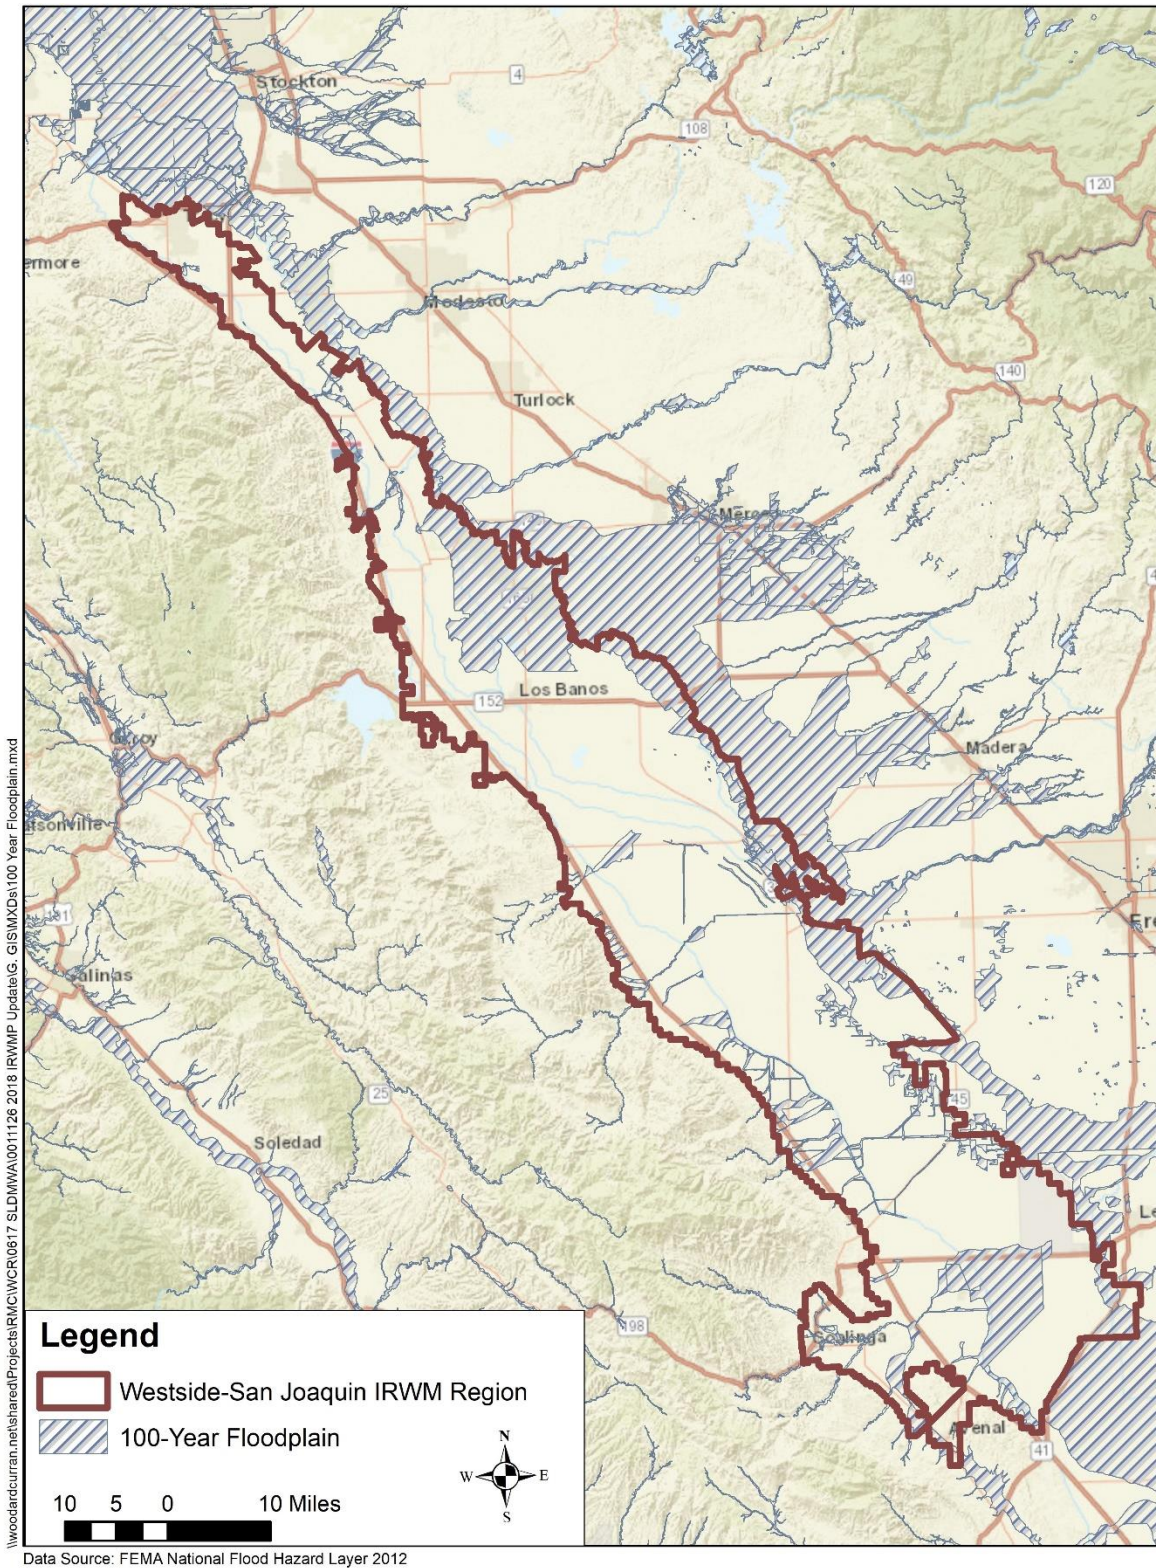 Stockton
4
108
120
ermore
49
Modesto
140
Turlock
Merced
152
Los Banos
Gilroy
Madera
tsonville
Fre
101
Salinas
25
45
Soledad
Le
198
Coalinga
Avenal
41
Legend
Westside-San Joaquin IRWM Region
100-Year Floodplain
N
W
E
S
10 5 0 10 Miles
\\woodardcurran.net\shared\Projects\RMC\WCR\0617 SLDMWA\0011126 2018 IRWMP Update\G. GIS\MXDs\100 Year Floodplain.mxd
Data Source: FEMA National Flood Hazard Layer 2012